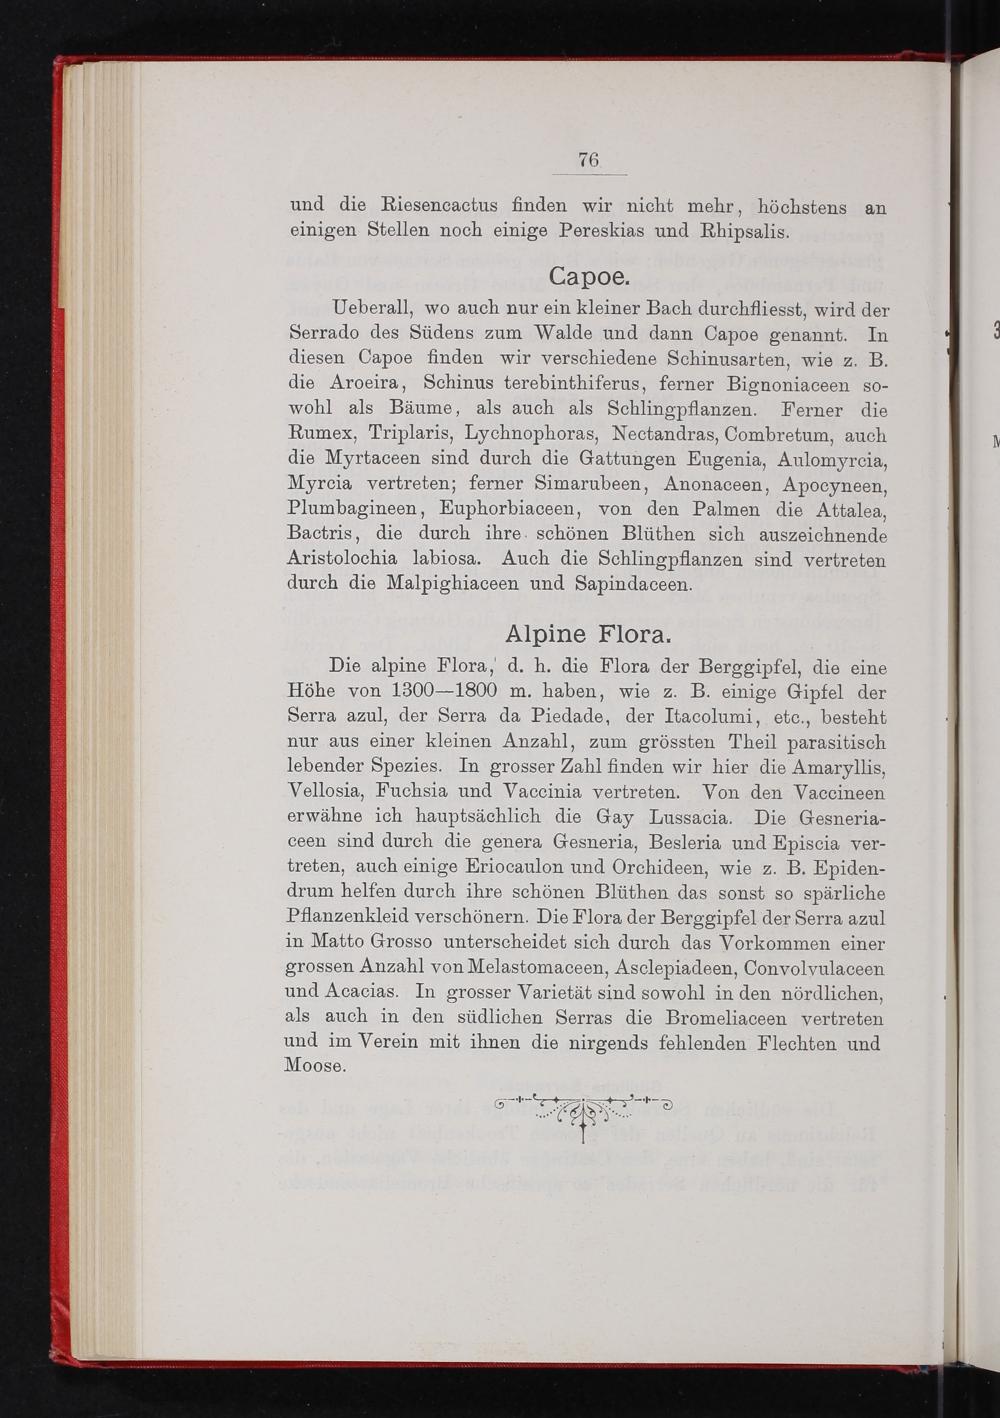 76
und die Riesencactus finden wir nicht mehr, höchstens an
einigen Stellen noch einige Pereskias und Rhipsalis.
Capoe.
Ueberall, wo auch nur ein kleiner Bach durchfliesst, wird der
Serrado des Südens zum Walde und dann Capoe genannt. In
diesen Capoe finden wir verschiedene Schinusarten, wie z. B.
die Aroeira, Schinus terebinthiferus, ferner Bignoniaceen so-
wohl als Bäume, als auch als Schlingpflanzen. Ferner die
Rumex, Triplaris, Lychnophoras, Nectandras, Combretum, auch
die Myrtaceen sind durch die Gattungen Eugenia, Aulomyrcia,
Myrcia vertreten; ferner Simarubeen, Anonaceen, Apocyneen,
Plumbagineen, Euphorbiaceen, von den Palmen die Attalea,
Bactris, die durch ihre schönen Blüthen sich auszeichnende
Aristolochia labiosa. Auch die Schlingpflanzen sind vertreten
durch die Malpighiaceen und Sapindaceen.
Alpine Flora.
Die alpine Flora, d. h. die Flora der Berggipfel, die eine
Höhe von 1300—1800 m. haben, wie z. B. einige Gipfel der
Serra azul, der Serra da Piedade, der Itacolumi, etc., besteht
nur aus einer kleinen Anzahl, zum grössten Theil parasitisch
lebender Spezies. In grosser Zahl finden wir hier die Amaryllis,
Vellosia, Fuchsia und Vaccinia vertreten. Von den Vaccineen
erwähne ich hauptsächlich die Gay Lussacia. Die Gesneria-
ceen sind durch die genera Gesneria, Besleria und Episcia ver-
treten, auch einige Eriocaulon und Orchideen, wie z. B. Epiden-
drum helfen durch ihre schönen Blüthen das sonst so spärliche
Pflanzenkleid verschönern. Die Flora der Berggipfel der Serra azul
in Matto Grosso unterscheidet sich durch das Vorkommen einer
grossen Anzahl von Melastomaceen, Asclepiadeen, Convolvulaceen
und Acacias. In grosser Varietät sind sowohl in den nördlichen,
als auch in den südlichen Serras die Bromeliaceen vertreten
und im Verein mit ihnen die nirgends fehlenden Flechten und
Moose.